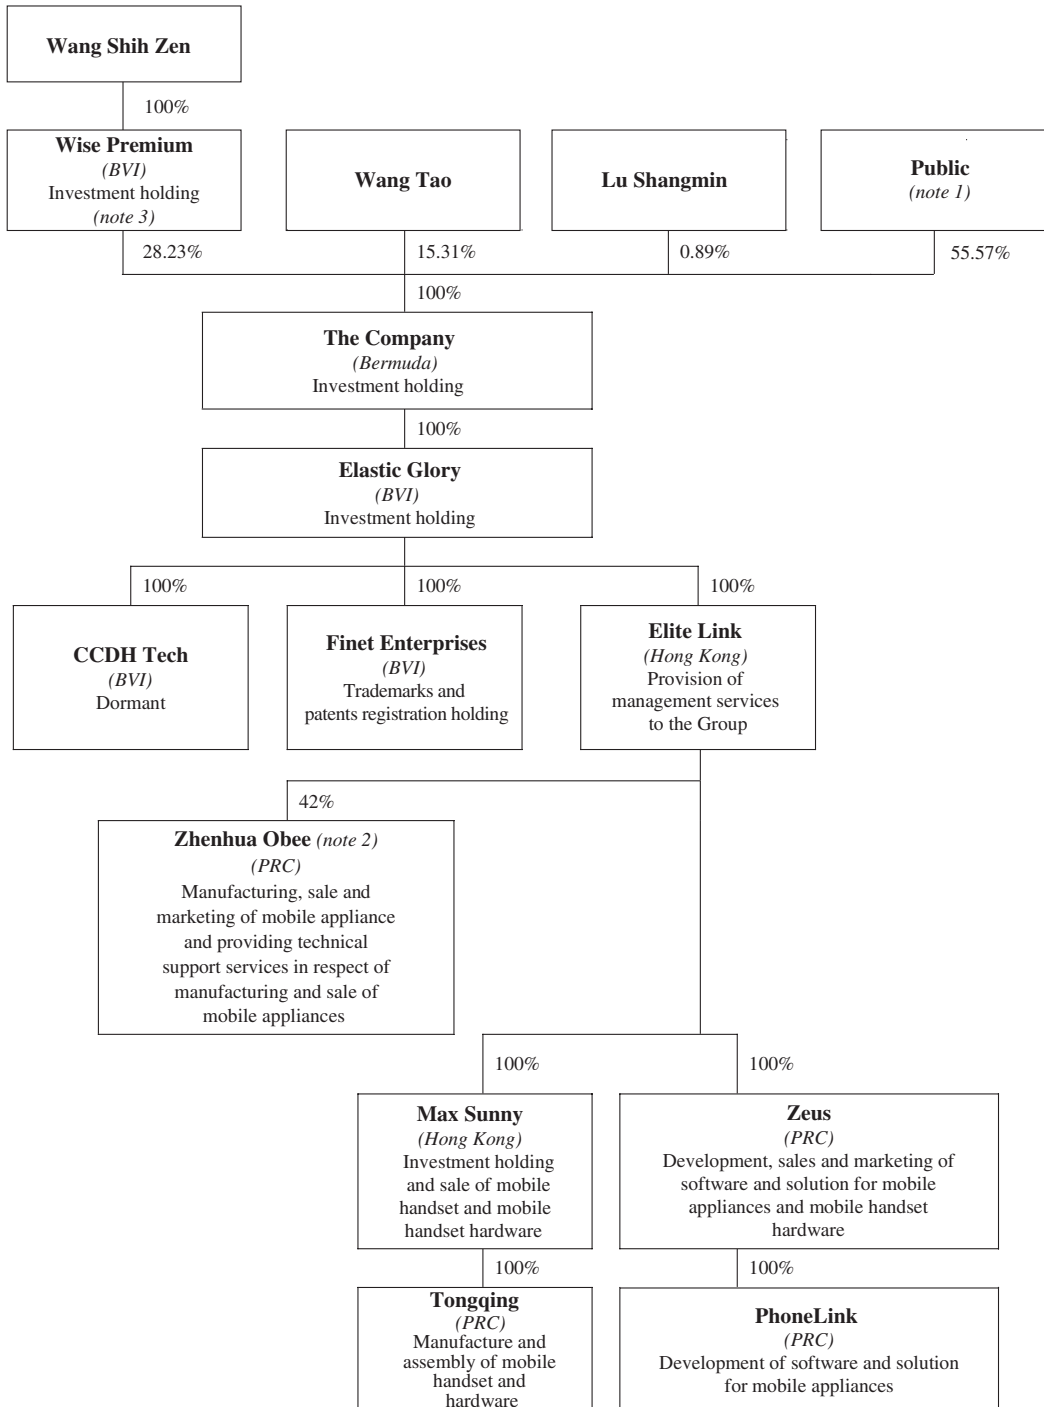 Wang Shih Zen
100%
Wise Premium
(BVI)
Investment holding
(note 3)
Wang Tao
Lu Shangmin
Public
(note 1)
28.23%
15.31%
0.89%
55.57%
100%
The Company
(Bermuda)
Investment holding
100%
Elastic Glory
(BVI)
Investment holding
100%
100%
100%
CCDH Tech
(BVI)
Dormant
Finet Enterprises
(BVI)
Trademarks and
patents registration holding
Elite Link
(Hong Kong)
Provision of
management services
to the Group
42%
Zhenhua Obee (note 2)
(PRC)
Manufacturing, sale and
marketing of mobile appliance
and providing technical
support services in respect of
manufacturing and sale of
mobile appliances
100%
100%
Max Sunny
(Hong Kong)
Investment holding
and sale of mobile
handset and mobile
handset hardware
Zeus
(PRC)
Development, sales and marketing of
software and solution for mobile
appliances and mobile handset
hardware
100%
100%
Tongqing
(PRC)
Manufacture and
assembly of mobile
handset and
hardware
PhoneLink
(PRC)
Development of software and solution
for mobile appliances